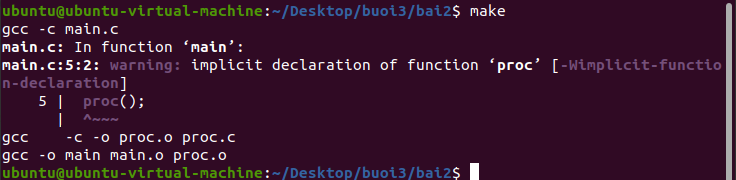 ubuntu@ubuntu-virtual-machine:~/Desktop/buoi3/bai2$ make
gcc -c main.c
main.c: In function ‘main’:
main.c:5:2: warning: implicit declaration of function ‘proc’ [-Wimplicit-functio
n-declaration]
    5 |  proc();
      |  ^~~~
gcc    -c -o proc.o proc.c
gcc -o main main.o proc.o
ubuntu@ubuntu-virtual-machine:~/Desktop/buoi3/bai2$